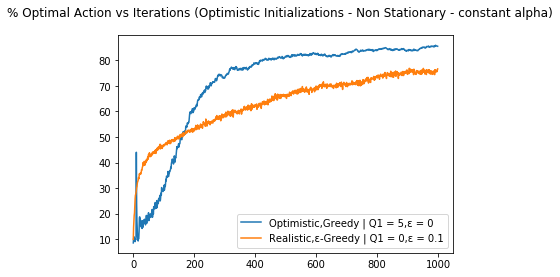 % Optimal Action vs Iterations (Optimistic Initializations - Non Stationary - constant alpha)
80
70
60
50
40
30
20
10
Optimistic,Greedy | Q1 = 5,ε = 0
Realistic,ε-Greedy | Q1 = 0,ε = 0.1
0 200 400 600 800 1000